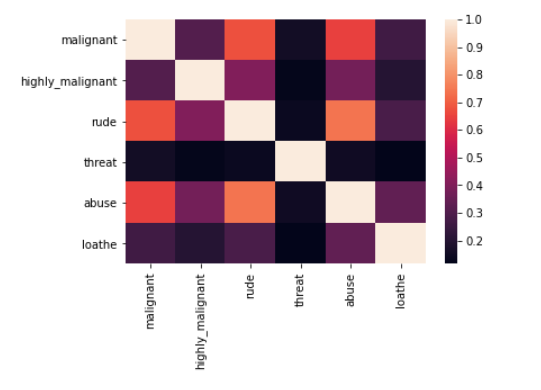 malignant
highly_malignant
rude
threat
abuse
loathe
malignant
highly_malignant
rude
threat
abuse
loathe
1.0
0.9
0.8
0.7
0.6
0.5
0.4
0.3
0.2